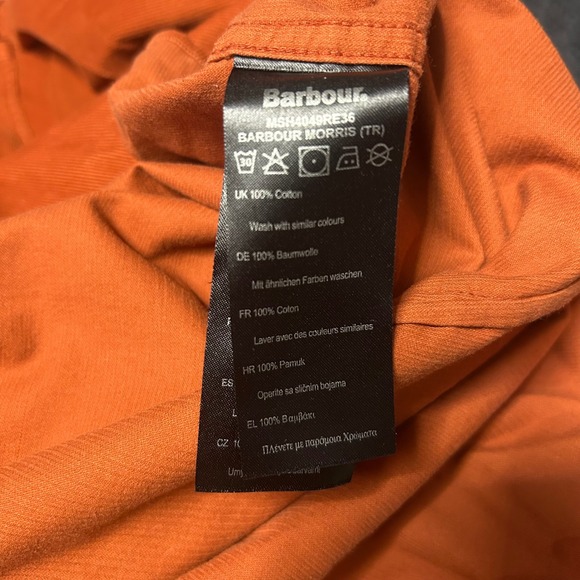 Barbour.
MSH4049RE36
BARBOUR MORRIS (TR)
30
UK 100% Cotton
Wash with similar colours
DE 100% Baumwolle
Mit ähnlichen Farben waschen
FR 100% Coton
Laver avec des couleurs similaires
HR 100% Pamuk
Operite sa sličnim bojama
EL 100% Βαμβάκι
Πλένετε με παρόμοια Χρώματα
ES
CZ 10